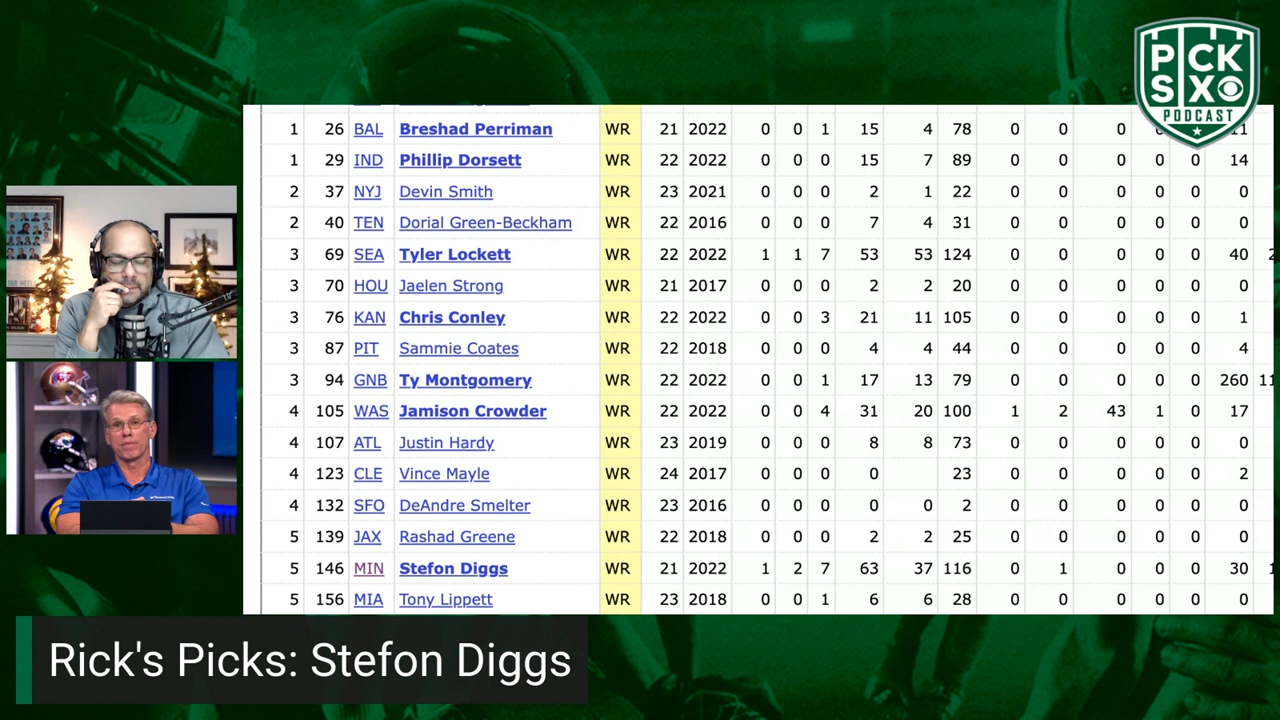 PICK
SIX
PODCAST
1 26 BAL Breshad Perriman WR 21 2022 0 0 1 15 4 78 0 0 0 0 11
1 29 IND Phillip Dorsett WR 22 2022 0 0 0 15 7 89 0 0 0 0 0 14
2 37 NYJ Devin Smith WR 23 2021 0 0 0 2 1 22 0 0 0 0 0 0
2 40 TEN Dorial Green-Beckham WR 22 2016 0 0 0 7 4 31 0 0 0 0 0 0
3 69 SEA Tyler Lockett WR 22 2022 1 1 7 53 53 124 0 0 0 0 0 40
3 70 HOU Jaelen Strong WR 21 2017 0 0 0 2 2 20 0 0 0 0 0 0
3 76 KAN Chris Conley WR 22 2022 0 0 3 21 11 105 0 0 0 0 0 1
3 87 PIT Sammie Coates WR 22 2018 0 0 0 4 4 44 0 0 0 0 0 4
3 94 GNB Ty Montgomery WR 22 2022 0 0 1 17 13 79 0 0 0 0 0 260 11
4 105 WAS Jamison Crowder WR 22 2022 0 0 4 31 20 100 1 2 43 1 0 17
4 107 ATL Justin Hardy WR 23 2019 0 0 0 8 8 73 0 0 0 0 0 0
4 123 CLE Vince Mayle WR 24 2017 0 0 0 0 23 0 0 0 0 0 2
4 132 SFO DeAndre Smelter WR 23 2016 0 0 0 0 0 2 0 0 0 0 0 0
5 139 JAX Rashad Greene WR 22 2018 0 0 0 2 2 25 0 0 0 0 0 0
5 146 MIN Stefon Diggs WR 21 2022 1 2 7 63 37 116 0 1 0 0 0 30
5 156 MIA Tony Lippett WR 23 2018 0 0 1 6 6 28 0 0 0 0 0 0
Rick's Picks: Stefon Diggs